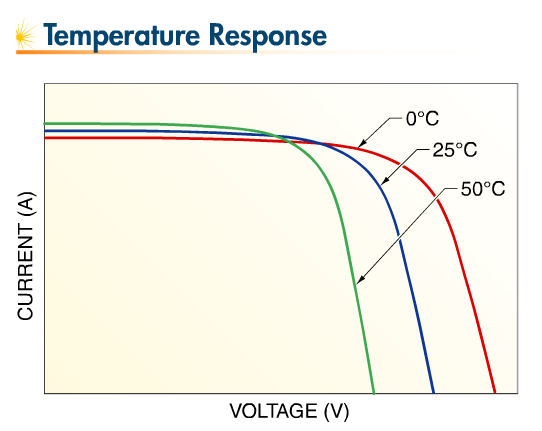 Temperature Response
0°C
25°C
50°C
CURRENT (A)
VOLTAGE (V)